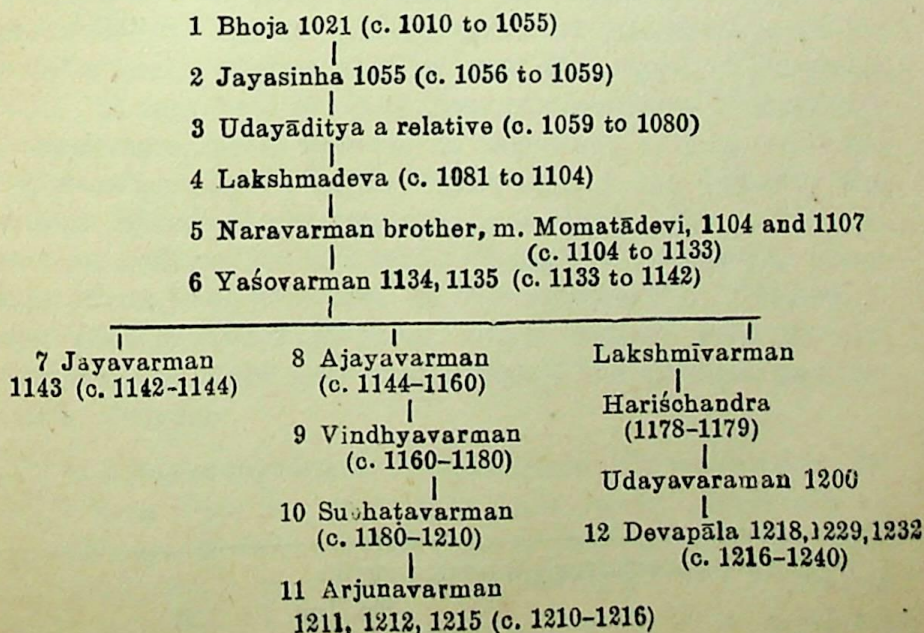 1 Bhoja 1021 (c. 1010 to 1055)
2 Jayasinha 1055 (c. 1056 to 1059)
3 Udayāditya a relative (c. 1059 to 1080)
4 Lakshmadeva (c. 1081 to 1104)
5 Naravarman brother, m. Momatādevi, 1104 and 1107
(c. 1104 to 1133)
6 Yaśovarman 1134, 1135 (c. 1133 to 1142)
7 Jayavarman
1143 (c. 1142–1144)
8 Ajayavarman
(c. 1144–1160)
9 Vindhyavarman
(c. 1160–1180)
10 Subhaṭavarman
(c. 1180–1210)
11 Arjunavarman
1211, 1212, 1215 (c. 1210–1216)
Lakshmīvarman
Hariśchandra
(1178–1179)
Udayavaraman 1200
12 Devapāla 1218, 1229, 1232
(c. 1216–1240)